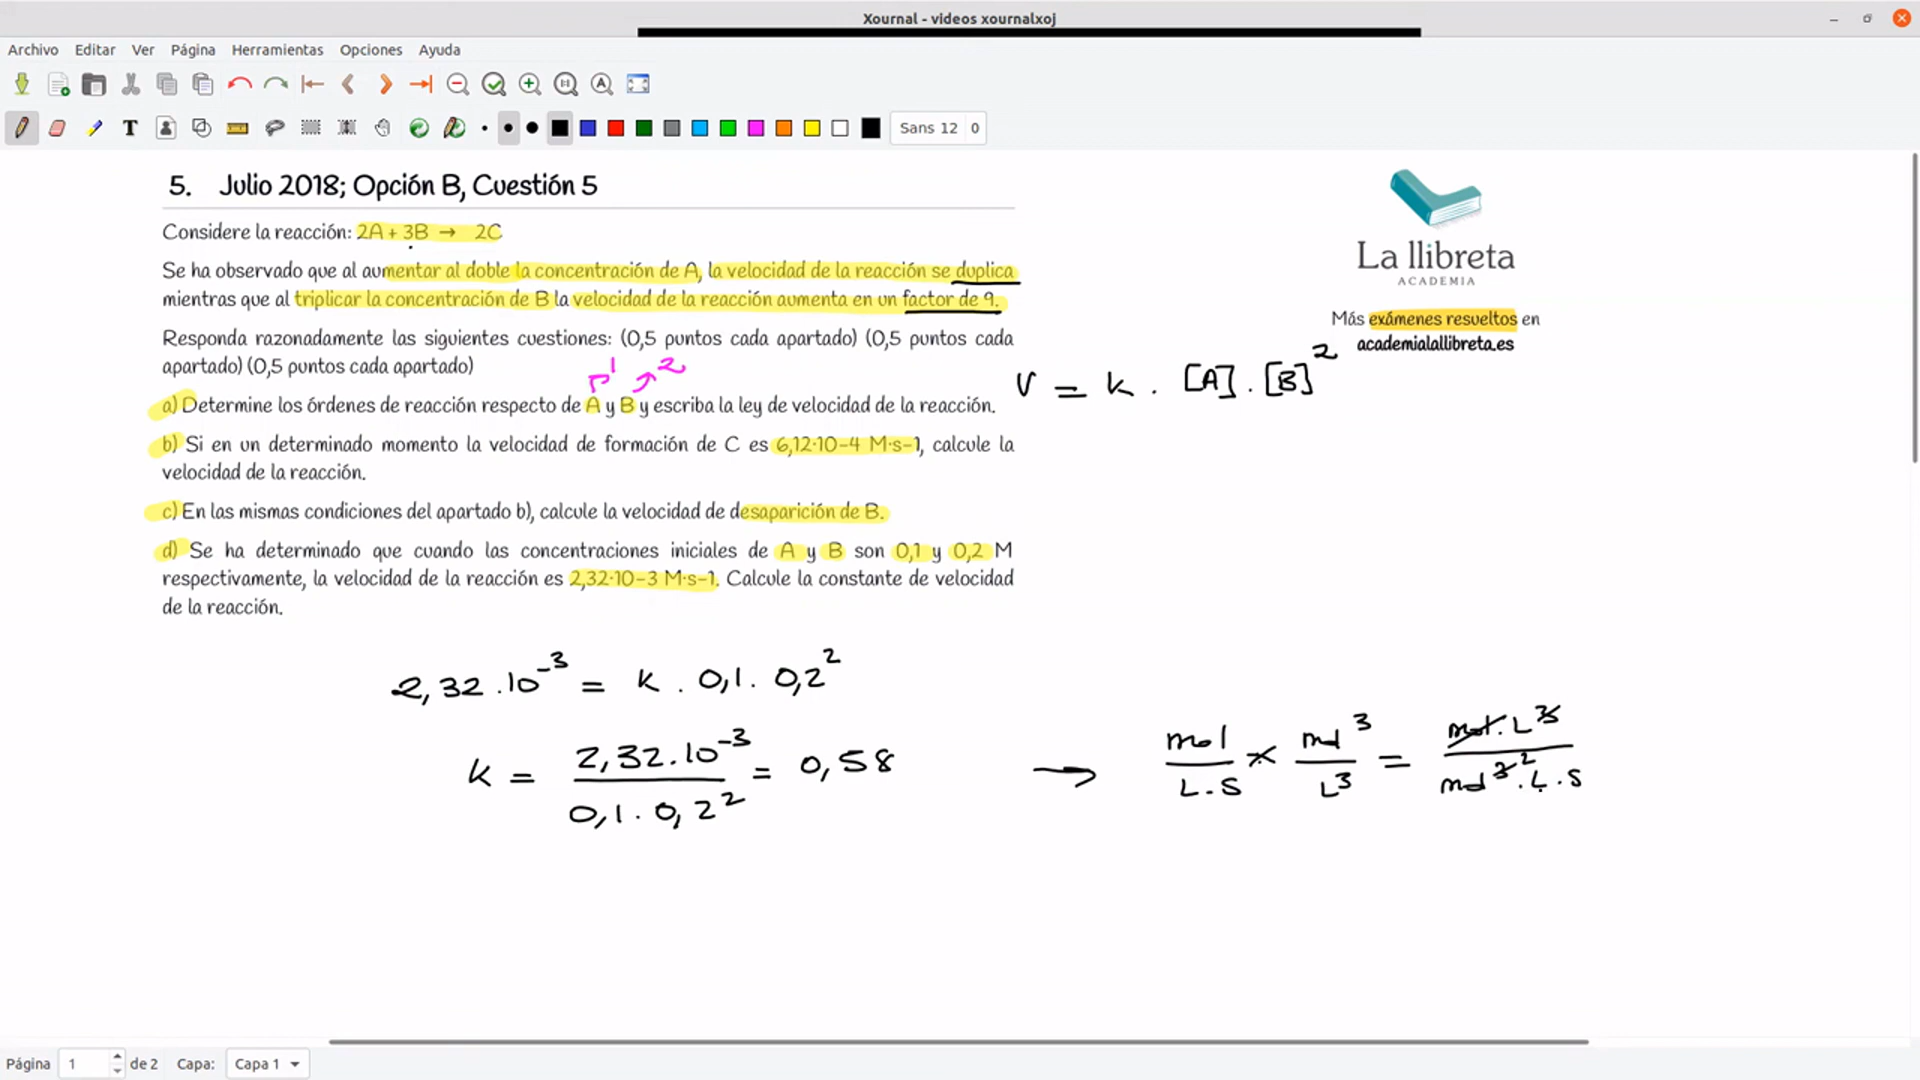 Xournal - videos xournalxoj
Archivo Editar Ver Página Herramientas Opciones Ayuda
Sans 12 0
5. Julio 2018; Opción B, Cuestión 5
Considere la reacción: 2A + 3B → 2C
Se ha observado que al aumentar al doble la concentración de A, la velocidad de la reacción se duplica
mientras que al triplicar la concentración de B la velocidad de la reacción aumenta en un factor de 9.
Responda razonadamente las siguientes cuestiones: (0,5 puntos cada apartado) (0,5 puntos cada
apartado) (0,5 puntos cada apartado)
1 2
a) Determine los órdenes de reacción respecto de A y B y escriba la ley de velocidad de la reacción.
b) Si en un determinado momento la velocidad de formación de C es 6,12·10-4 M·s-1, calcule la
velocidad de la reacción.
c) En las mismas condiciones del apartado b), calcule la velocidad de desaparición de B.
d) Se ha determinado que cuando las concentraciones iniciales de A y B son 0,1 y 0,2 M
respectivamente, la velocidad de la reacción es 2,32·10-3 M·s-1. Calcule la constante de velocidad
de la reacción.
La llibreta
ACADEMIA
Más exámenes resueltos en
academialallibreta.es
v = k . [A] . [B]²
2,32 . 10⁻³ = k . 0,1 . 0,2²
k = 2,32 . 10⁻³ / 0,1 . 0,2² = 0,58
→ mol / L . s × mol³ / L³ = mol . L³ / mol³ ² . L . s
Página 1 de 2 Capa: Capa 1